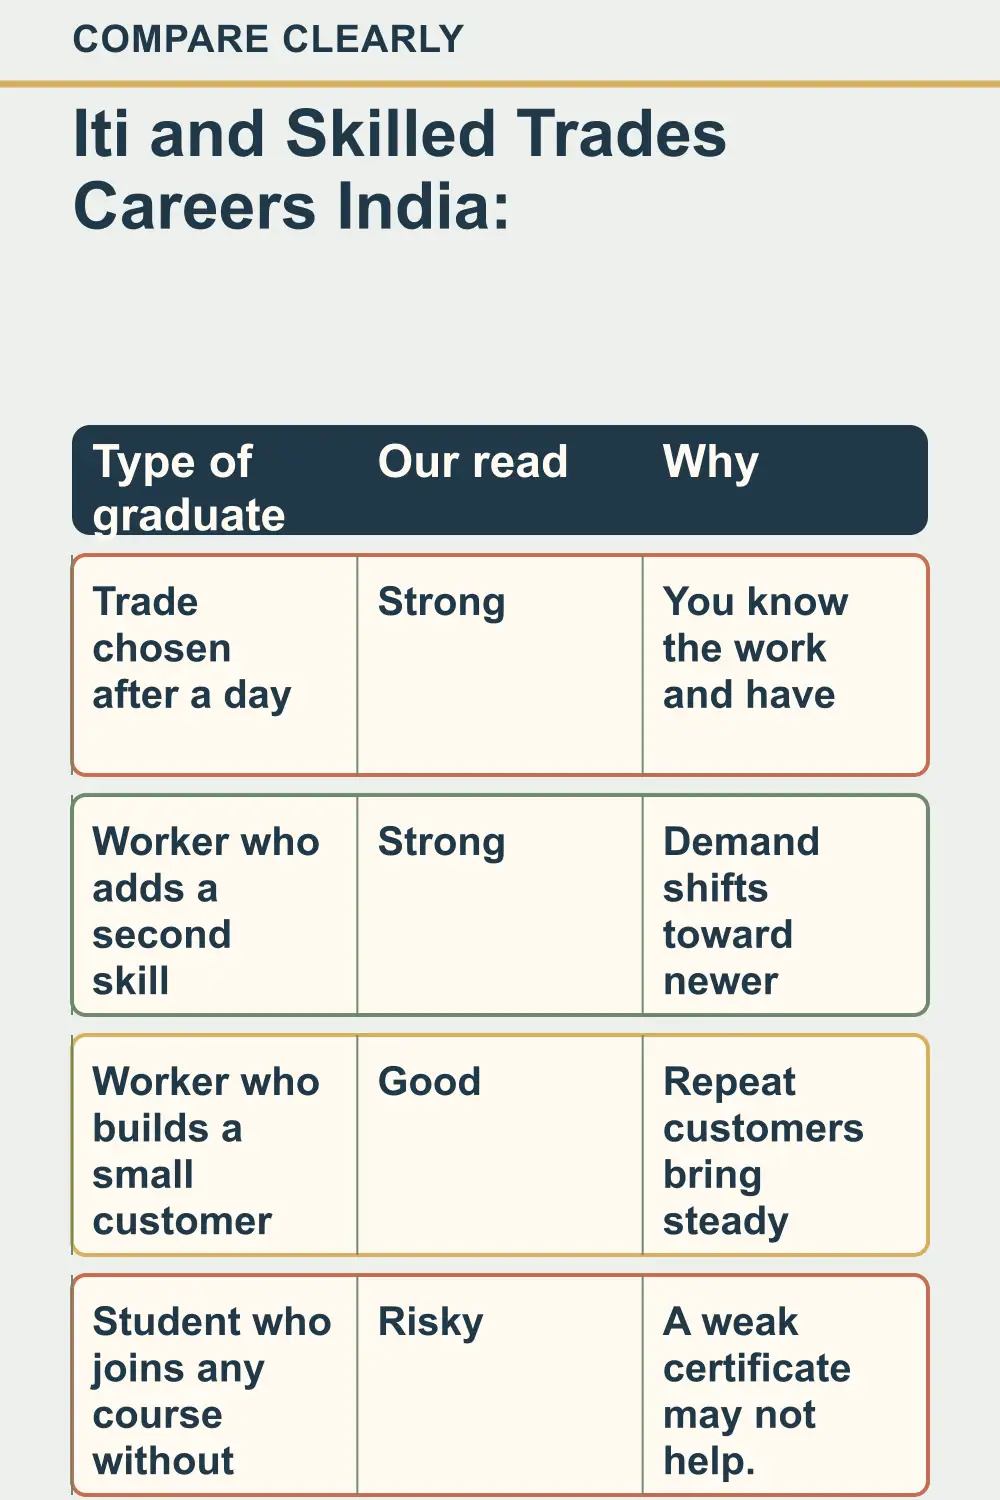 COMPARE CLEARLY
Iti and Skilled Trades
Careers India:
Type of
graduate
Our read
Why
Trade
chosen
after a day
Strong
You know
the work
and have
Worker who
adds a
second
skill
Strong
Demand
shifts
toward
newer
Worker who
builds a
small
customer
Good
Repeat
customers
bring
steady
Student who
joins any
course
without
Risky
A weak
certificate
may not
help.